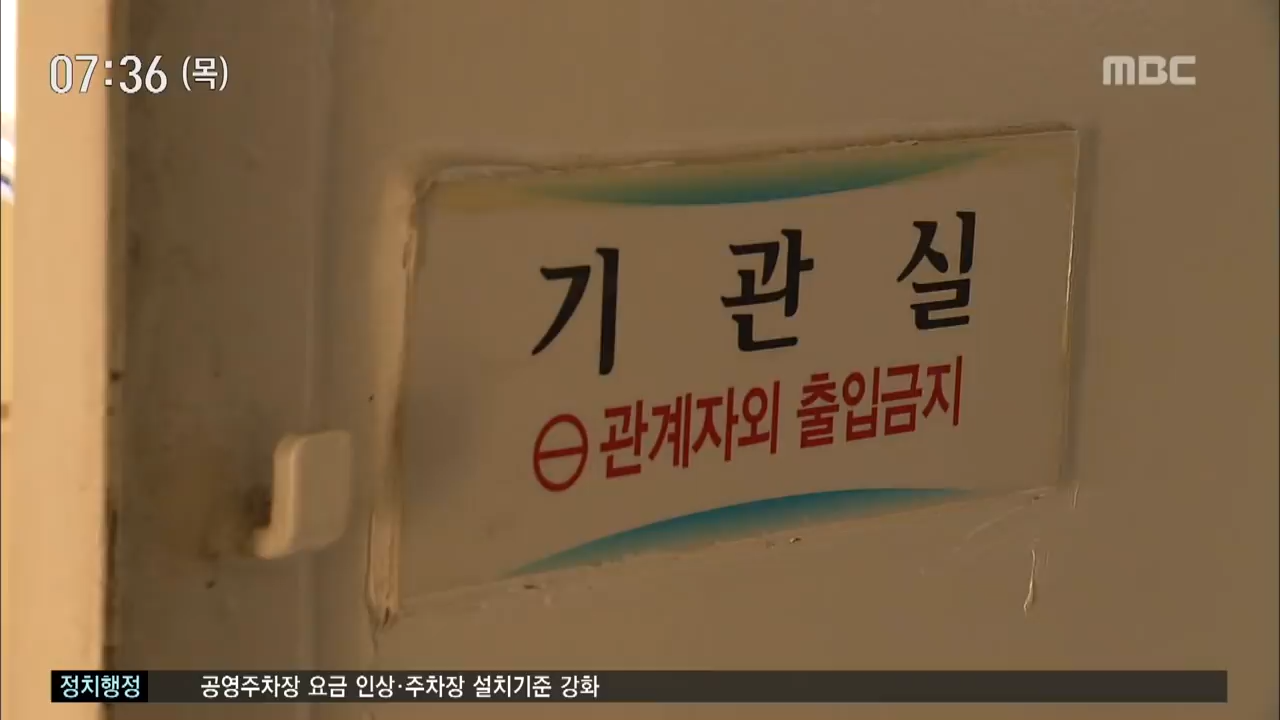 07:36 (목)
MBC
기 관 실
관계자외 출입금지
정치행정 공영주차장 요금 인상·주차장 설치기준 강화